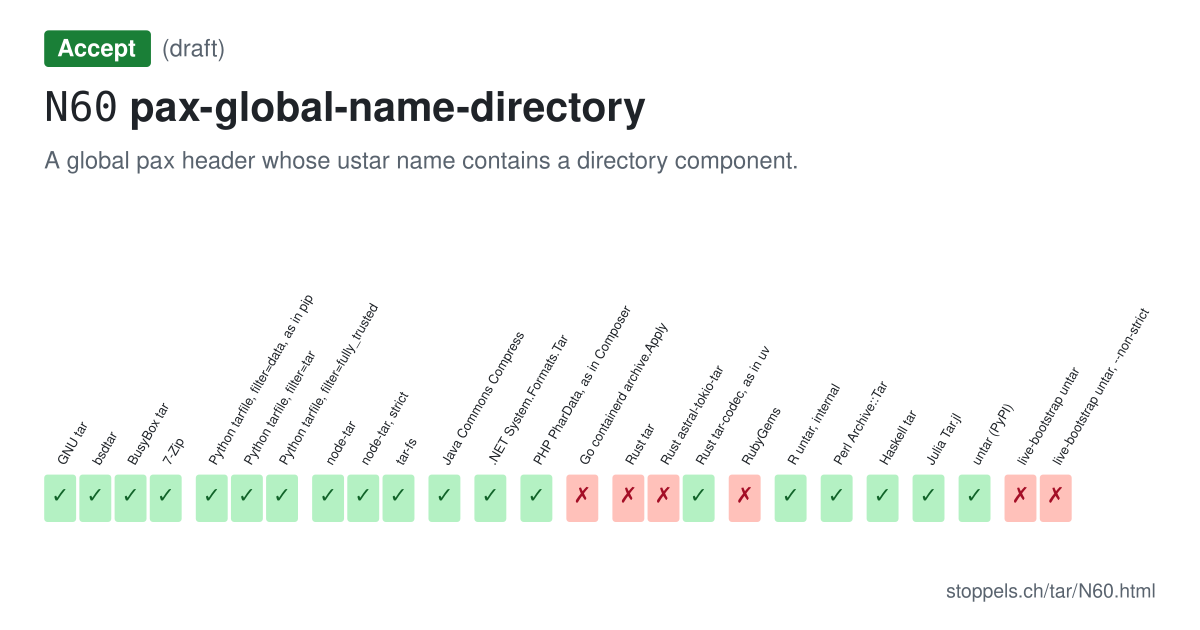 Accept (draft)
N60 pax-global-name-directory
A global pax header whose ustar name contains a directory component.
GNU tar
bsdtar
BusyBox tar
7-Zip
Python tarfile, filter=data, as in pip
Python tarfile, filter=tar
Python tarfile, filter=fully_trusted
node-tar
node-tar, strict
tar-fs
Java Commons Compress
.NET System.Formats.Tar
PHP PharData, as in Composer
Go containerd archive.Apply
Rust tar
Rust astral-tokio-tar
Rust tar-codec, as in uv
RubyGems
R untar, internal
Perl Archive::Tar
Haskell tar
Julia Tar.jl
untar (PyPI)
live-bootstrap untar
live-bootstrap untar, --non-strict
✓ ✓ ✓ ✓ ✓ ✓ ✓ ✓ ✓ ✓ ✓ ✓ ✓ ✗ ✗ ✗ ✓ ✗ ✓ ✓ ✓ ✓ ✓ ✗ ✗
stoppels.ch/tar/N60.html